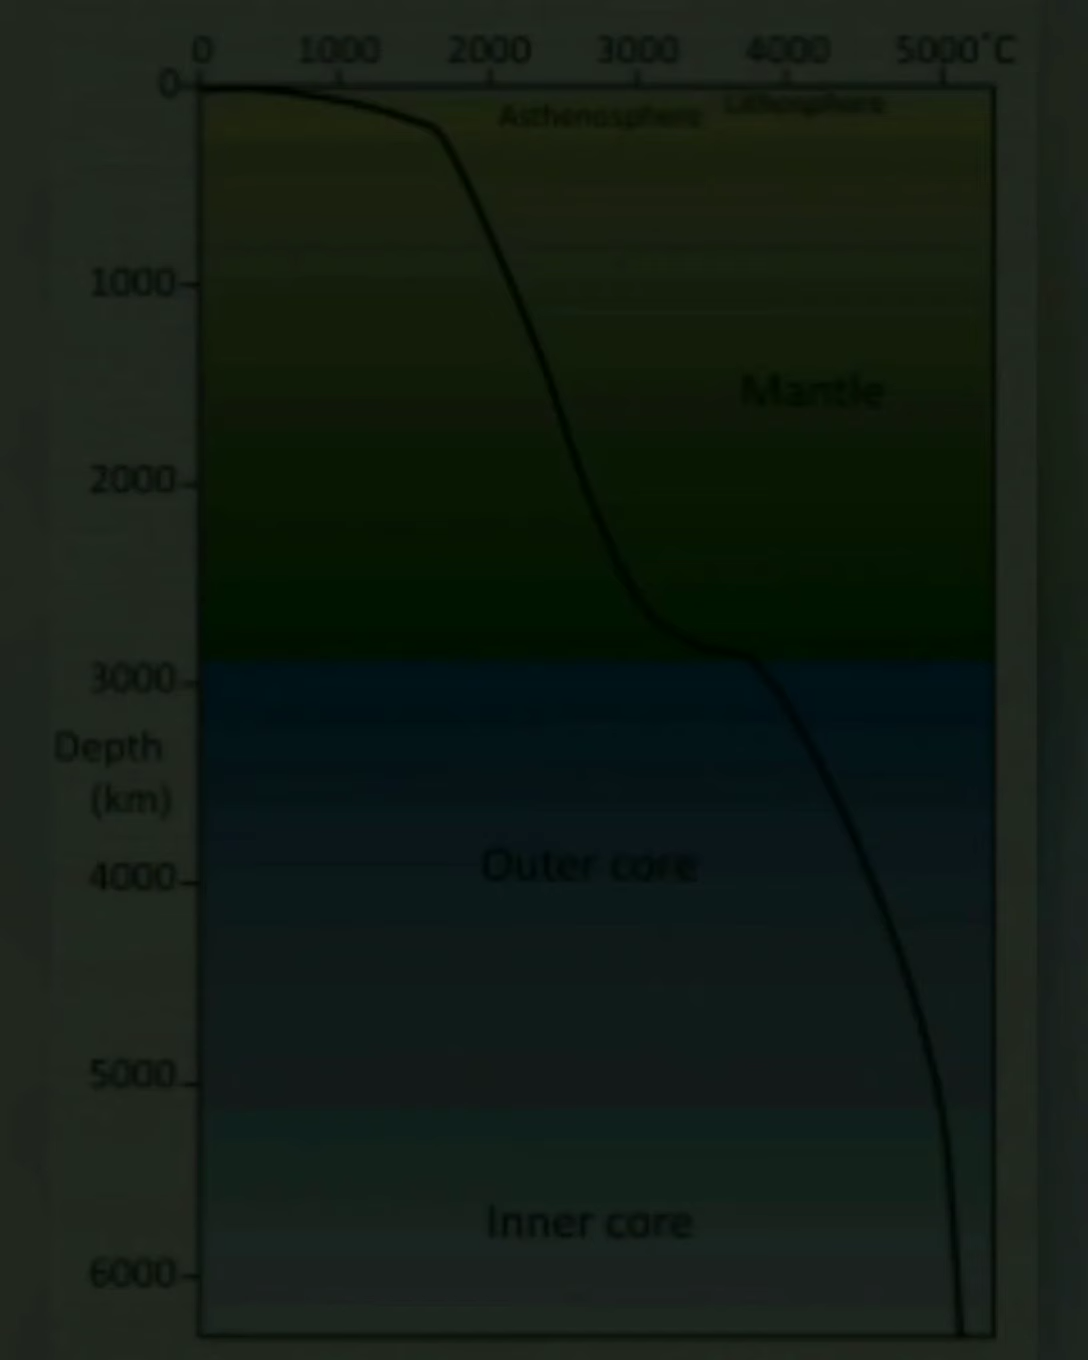 0 1000 2000 3000 4000 5000°C
0
Lithosphere
Asthenosphere
1000
Mantle
2000
3000
Depth
(km)
Outer core
4000
5000
Inner core
6000